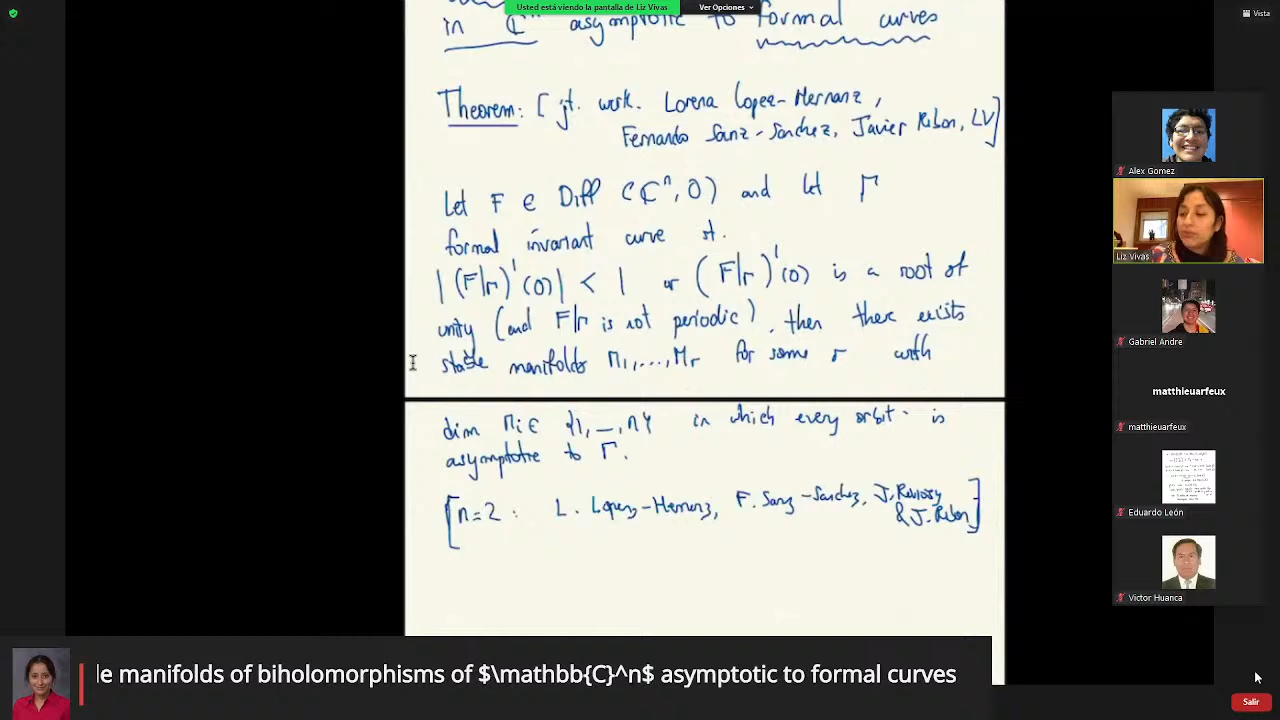 Usted está viendo la pantalla de Liz Vivas
Ver Opciones
Vista
in ℂⁿ asymptotic to formal curves
Theorem: [jt. work. Lorena Lopez-Hernanz,
Fernando Sanz-Sanchez, Javier Ribon, LV]
Let F ∈ Diff (ℂⁿ,0) and let Γ
formal invariant curve st.
|(F|Γ)'(0)| < 1 or (F|Γ)'(0) is a root of
unity (and F|Γ is not periodic), then there exists
stable manifolds M₁,...,Mᵣ for some r with
dim Mᵢ ∈ {1,_,n} in which every orbit is
asymptotic to Γ.
[n=2: L. Lopez-Hernanz, F. Sanz-Sanchez, J. Raissy
& J. Ribon]
Alex Gomez
Liz Vivas
Gabriel Andre
matthieuarfeux
matthieuarfeux
Eduardo León
Victor Huanca
le manifolds of biholomorphisms of $\mathbb{C}^n$ asymptotic to formal curves
Salir